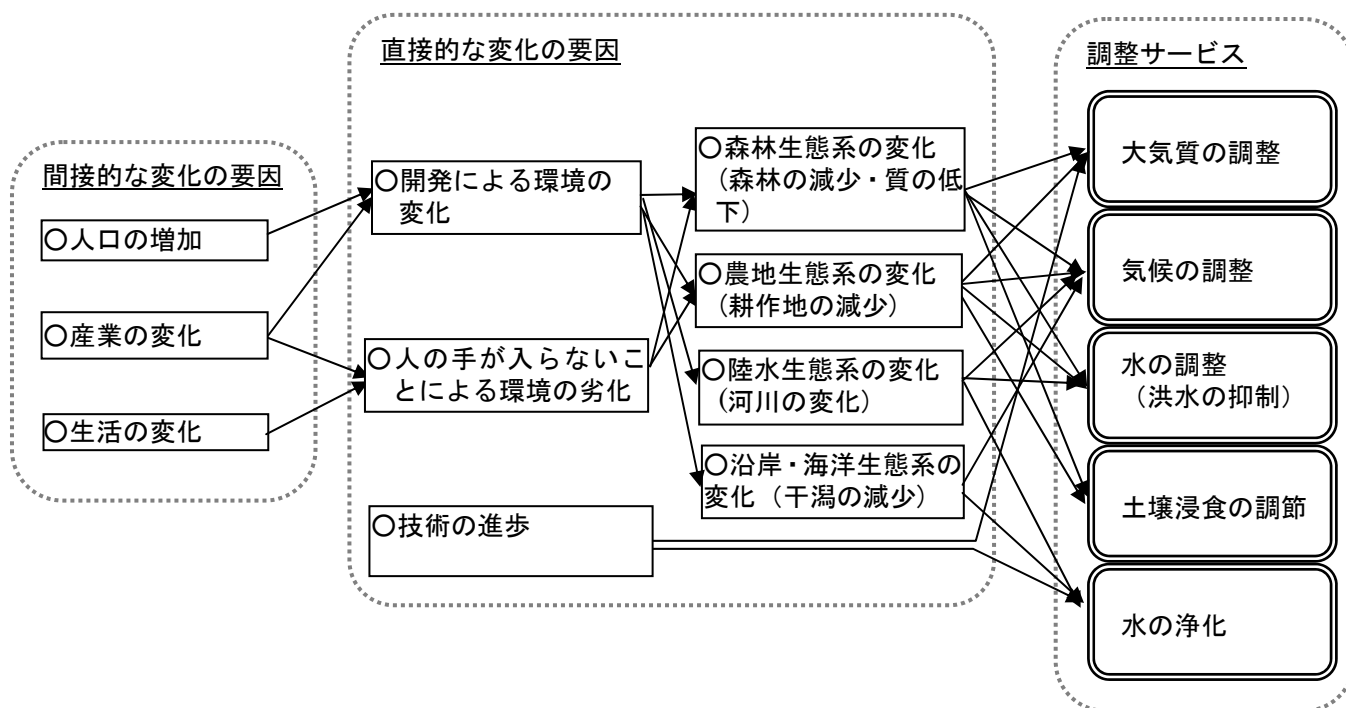 間接的な変化の要因
〇人口の増加
〇産業の変化
〇生活の変化
直接的な変化の要因
〇開発による環境の
変化
〇人の手が入らないこ
とによる環境の劣化
〇技術の進歩
〇森林生態系の変化
（森林の減少・質の低
下）
〇農地生態系の変化
（耕作地の減少）
〇陸水生態系の変化
（河川の変化）
〇沿岸・海洋生態系の
変化（干潟の減少）
調整サービス
大気質の調整
気候の調整
水の調整
（洪水の抑制）
土壌浸食の調節
水の浄化